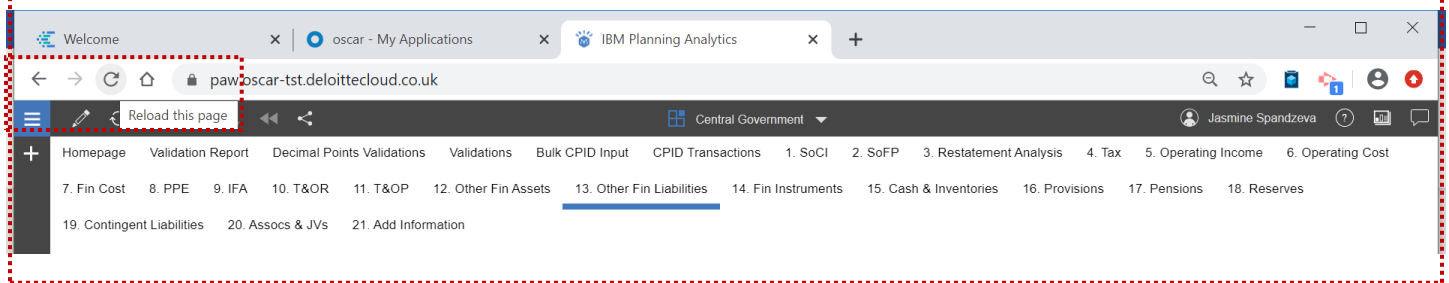 Welcome oscar - My Applications IBM Planning Analytics
paw.oscar-tst.deloittecloud.co.uk
1
Reload this page Central Government Jasmine Spandzeva
Homepage Validation Report Decimal Points Validations Validations Bulk CPID Input CPID Transactions 1. SoCI 2. SoFP 3. Restatement Analysis 4. Tax 5. Operating Income 6. Operating Cost
7. Fin Cost 8. PPE 9. IFA 10. T&OR 11. T&OP 12. Other Fin Assets 13. Other Fin Liabilities 14. Fin Instruments 15. Cash & Inventories 16. Provisions 17. Pensions 18. Reserves
19. Contingent Liabilities 20. Assocs & JVs 21. Add Information